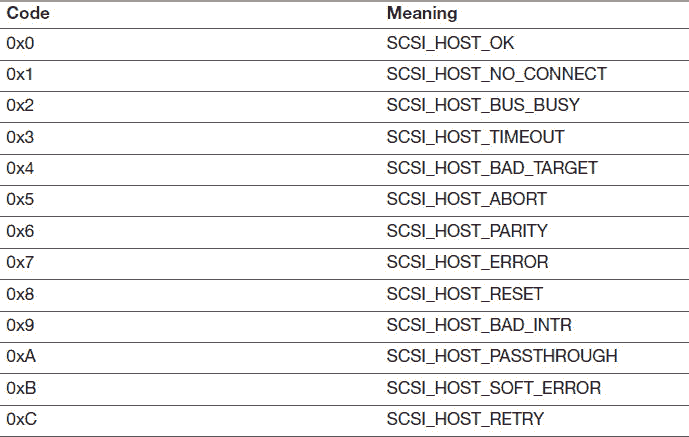 Code Meaning
0x0 SCSI_HOST_OK
0x1 SCSI_HOST_NO_CONNECT
0x2 SCSI_HOST_BUS_BUSY
0x3 SCSI_HOST_TIMEOUT
0x4 SCSI_HOST_BAD_TARGET
0x5 SCSI_HOST_ABORT
0x6 SCSI_HOST_PARITY
0x7 SCSI_HOST_ERROR
0x8 SCSI_HOST_RESET
0x9 SCSI_HOST_BAD_INTR
0xA SCSI_HOST_PASSTHROUGH
0xB SCSI_HOST_SOFT_ERROR
0xC SCSI_HOST_RETRY